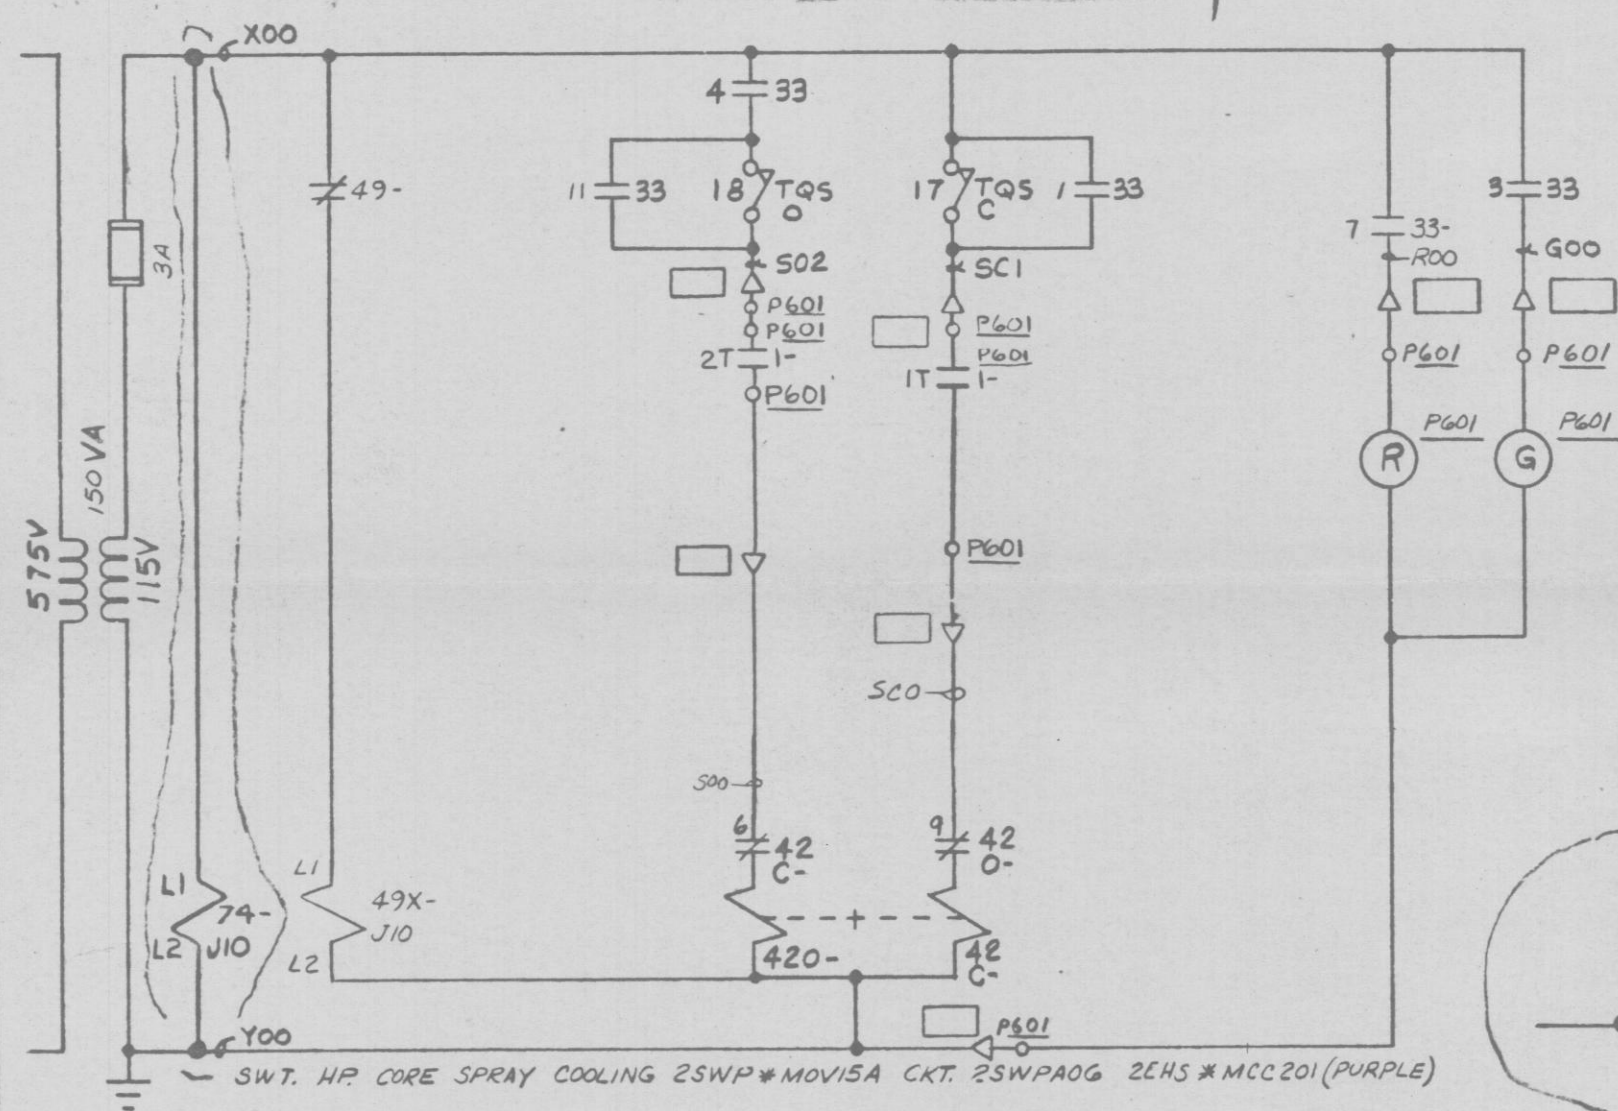 X00
4 33
49-
11 33
18 TQS
O
17 TQS
C
1 33
3 33
7 33-
R00
G00
3A
S02
SC1
P601
P601
2T 1-
P601
P601
P601
1T 1-
P601
P601
P601
P601
R
G
150 VA
575V
115V
P601
SC0
S00
6 42
C-
9 42
O-
L1
74-
L2 J10
L1
49X-
J10
L2
420-
42
C-
P601
Y00
SWT. H.P. CORE SPRAY COOLING 2SWP*MOV15A CKT. 2SWPA06 2EHS*MCC201 (PURPLE)